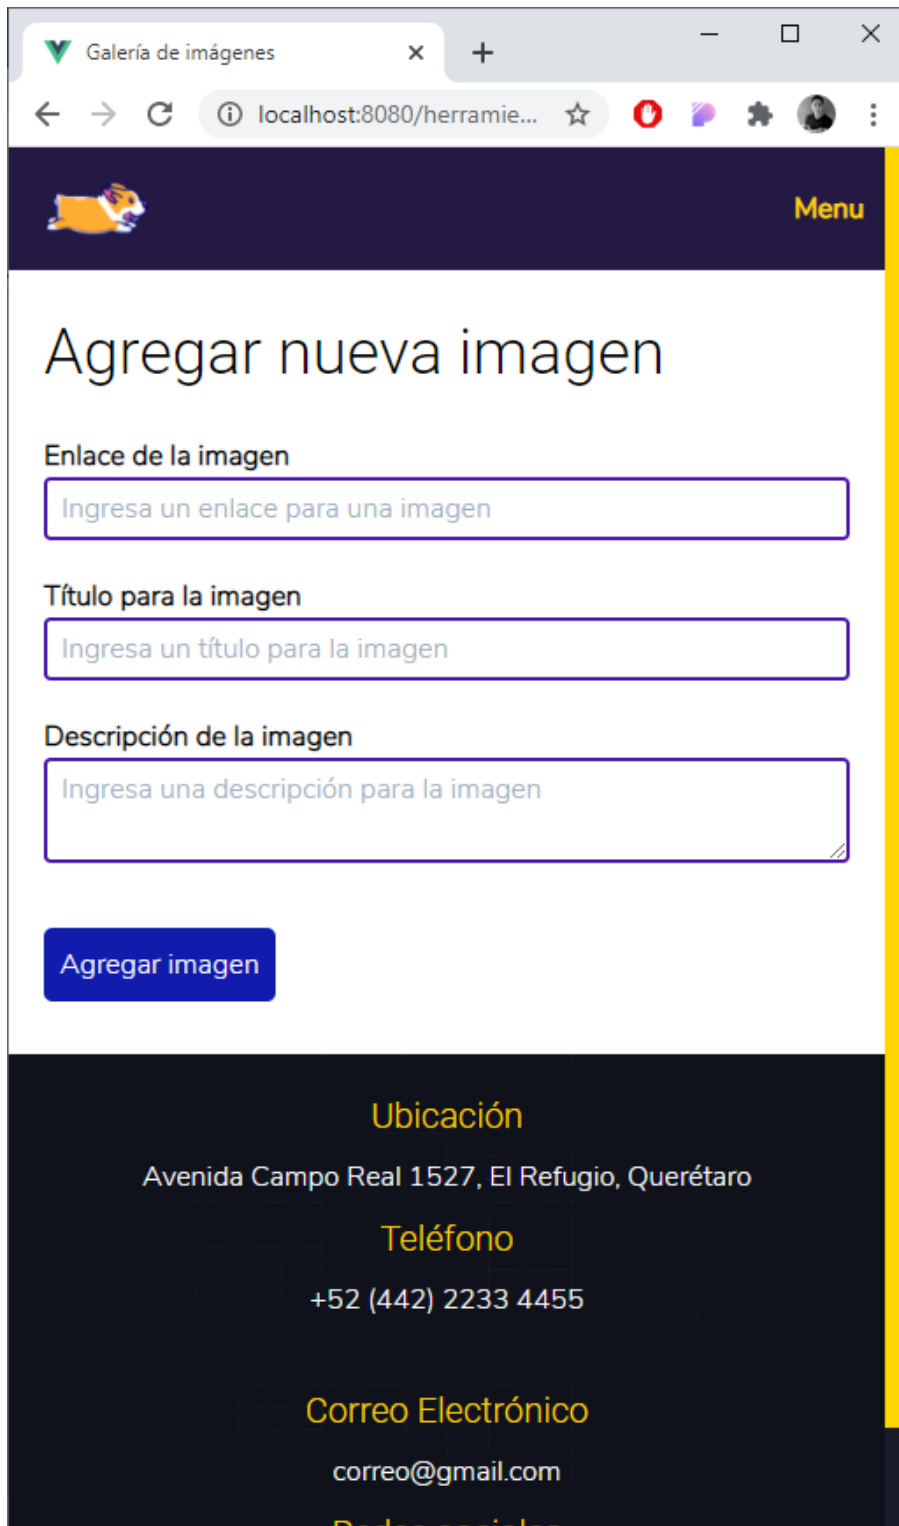 Galería de imágenes
localhost:8080/herramie...
Menu
Agregar nueva imagen
Enlace de la imagen
Ingresa un enlace para una imagen
Título para la imagen
Ingresa un título para la imagen
Descripción de la imagen
Ingresa una descripción para la imagen
Agregar imagen
Ubicación
Avenida Campo Real 1527, El Refugio, Querétaro
Teléfono
+52 (442) 2233 4455
Correo Electrónico
correo@gmail.com
Redes sociales